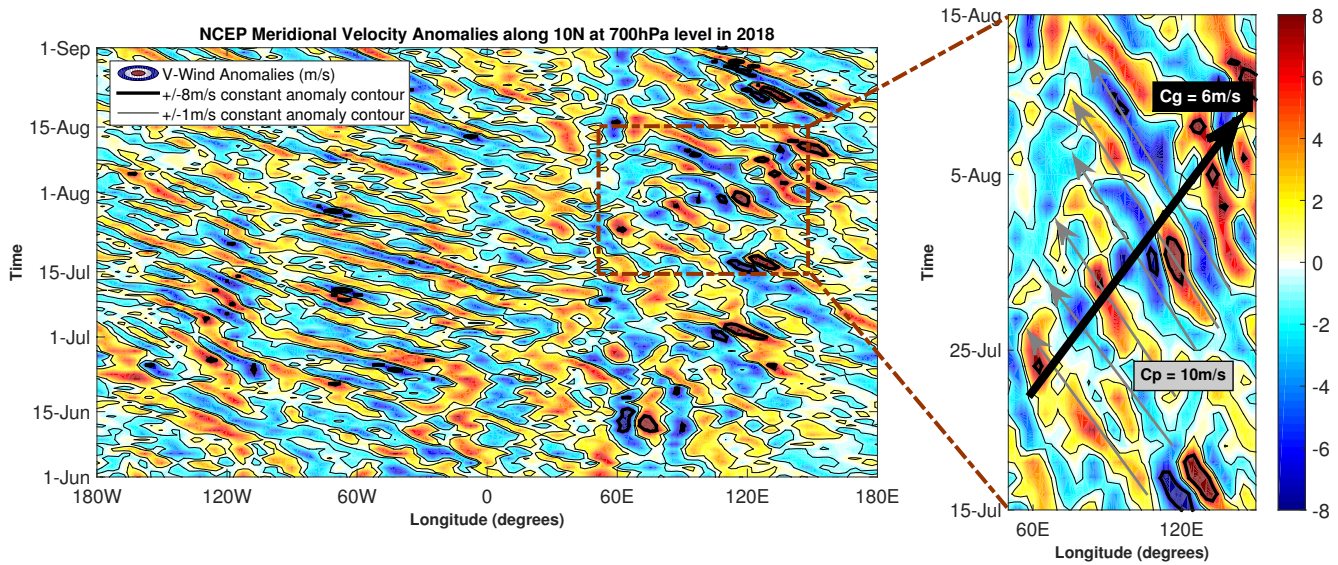 NCEP Meridional Velocity Anomalies along 10N at 700hPa level in 2018
V-Wind Anomalies (m/s)
+/-8m/s constant anomaly contour
+/-1m/s constant anomaly contour
1-Sep
15-Aug
1-Aug
15-Jul
1-Jul
15-Jun
1-Jun
Time
180W
120W
60W
0
60E
120E
180E
Longitude (degrees)
15-Aug
5-Aug
25-Jul
15-Jul
Time
Cg = 6m/s
Cp = 10m/s
60E
120E
Longitude (degrees)
8
6
4
2
0
-2
-4
-6
-8